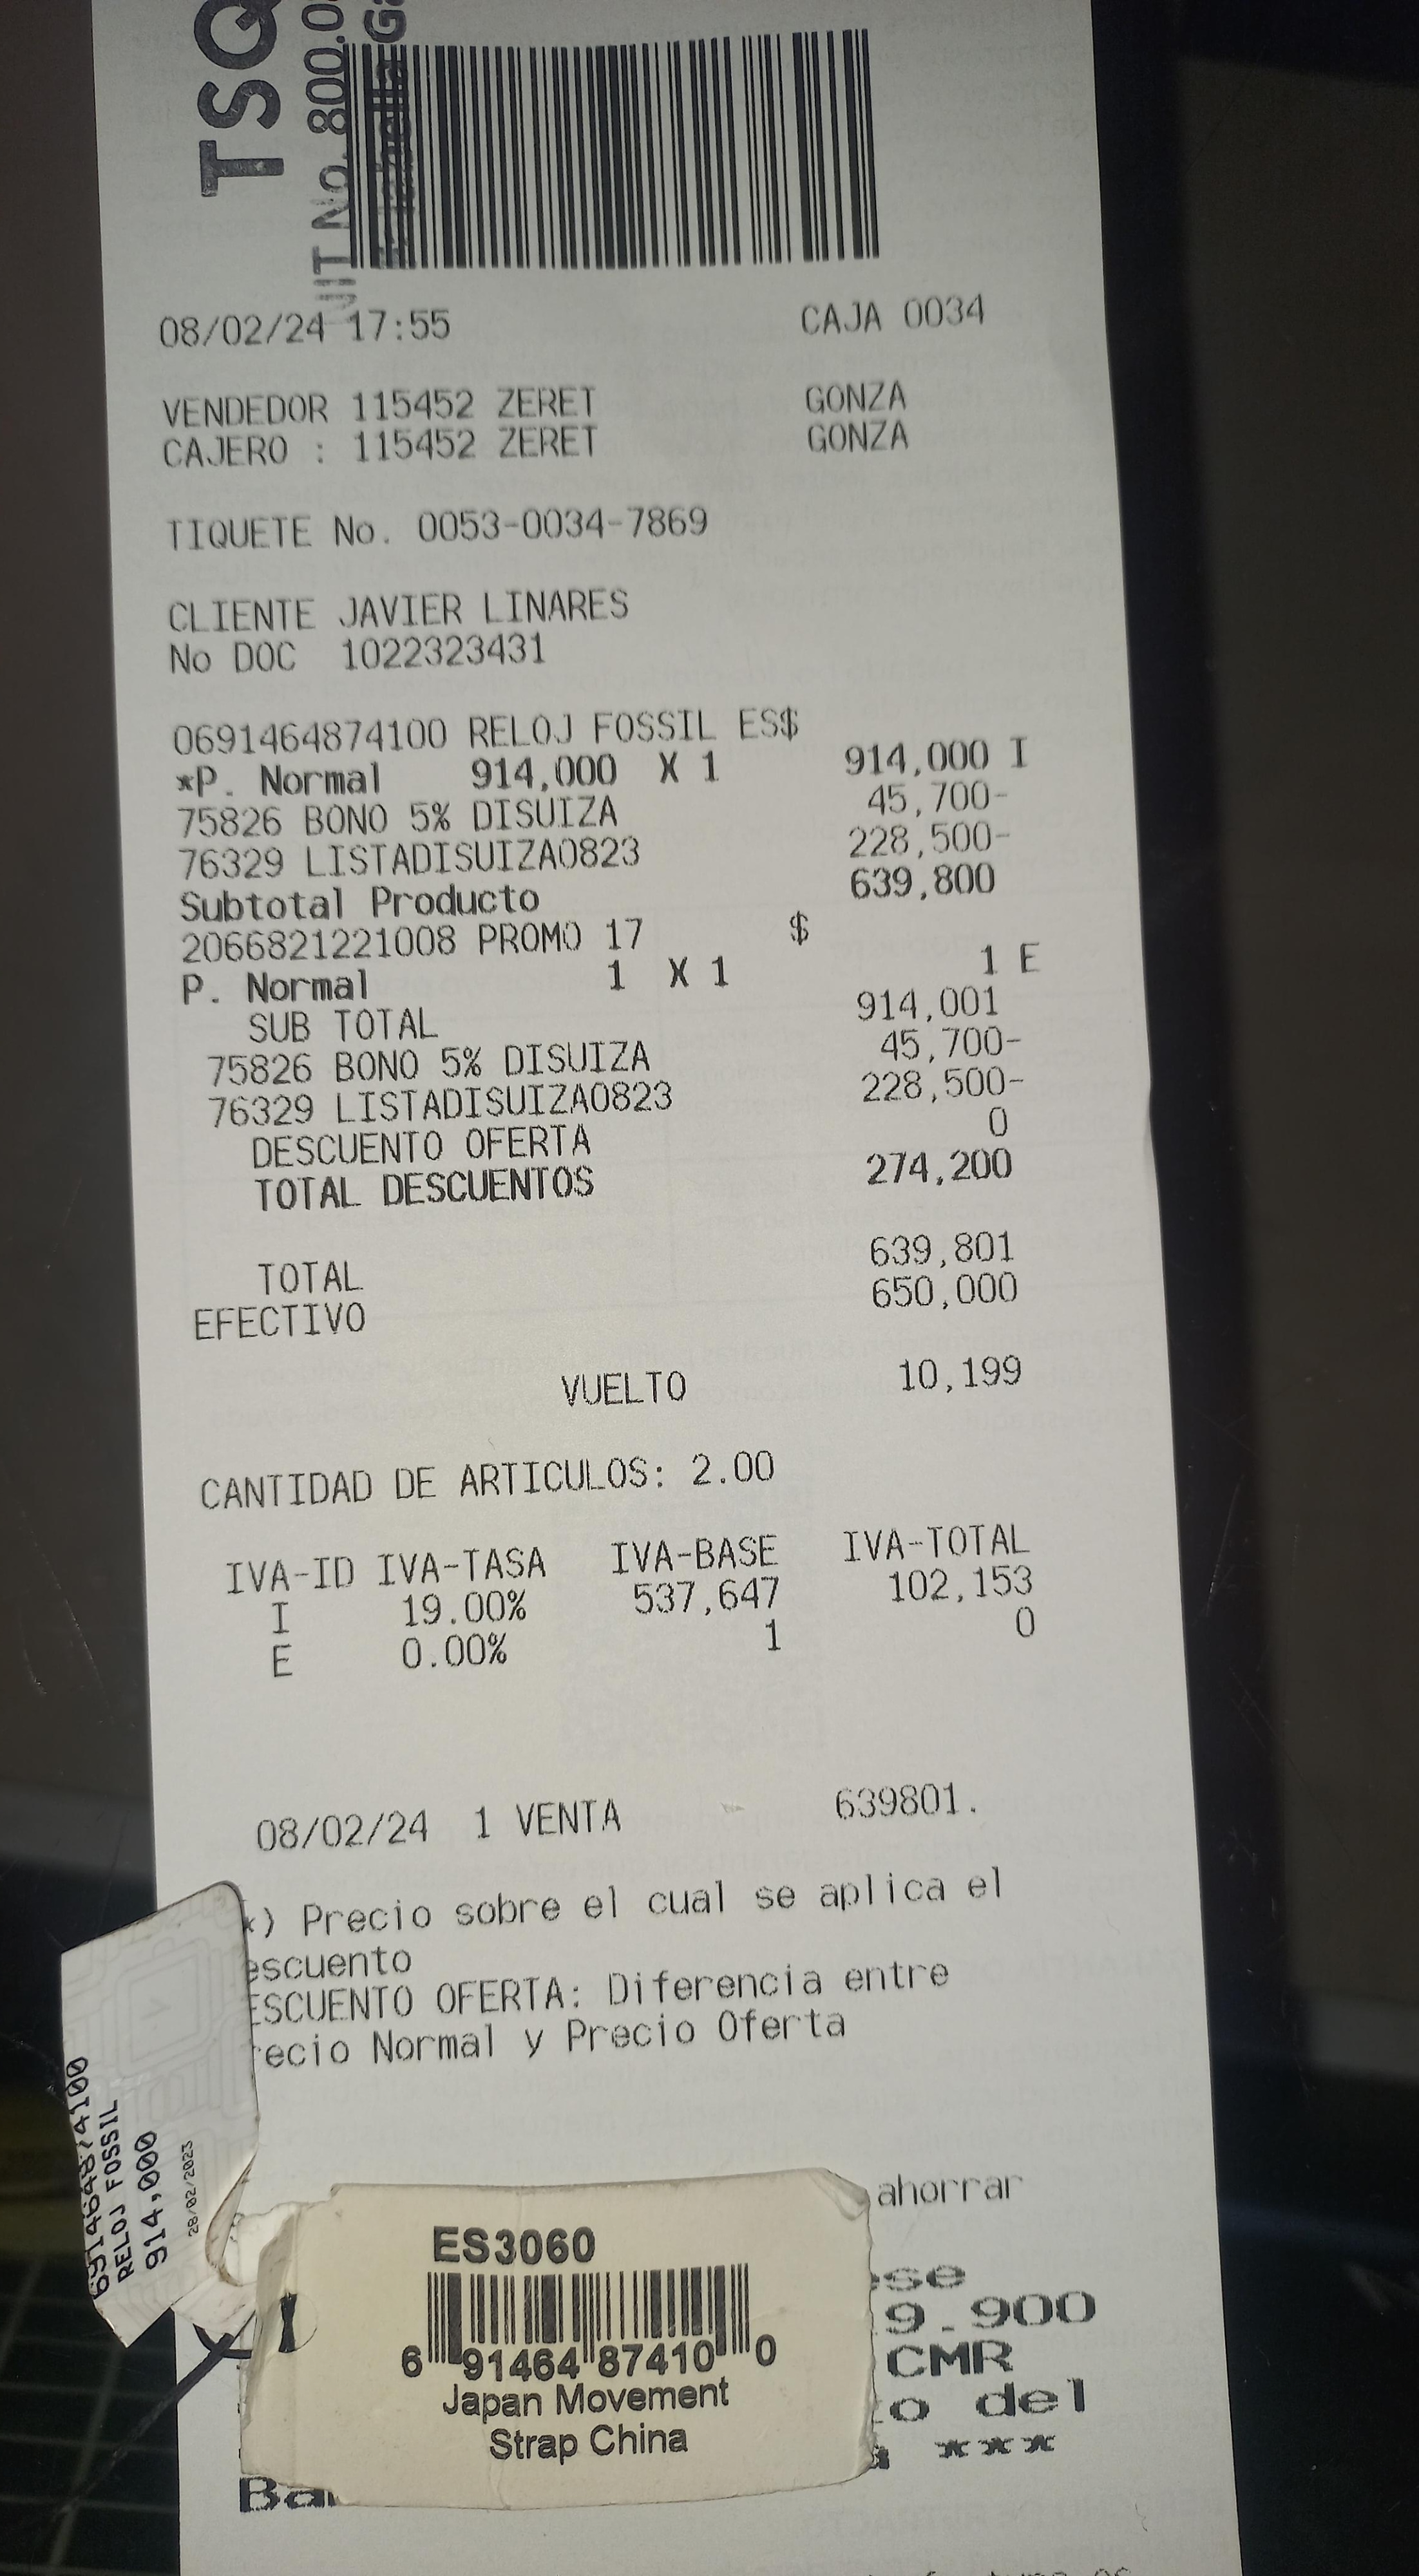 TSQ
NIT No. 800.0
08/02/24 17:55 CAJA 0034
VENDEDOR 115452 ZERET GONZA
CAJERO : 115452 ZERET GONZA
TIQUETE No. 0053-0034-7869
CLIENTE JAVIER LINARES
No DOC 1022323431
0691464874100 RELOJ FOSSIL ES$
*P. Normal 914,000 X 1 914,000 I
75826 BONO 5% DISUIZA 45,700-
76329 LISTADISUIZA0823 228,500-
Subtotal Producto 639,800
2066821221008 PROMO 17 $
P. Normal 1 X 1 1 E
SUB TOTAL 914,001
75826 BONO 5% DISUIZA 45,700-
76329 LISTADISUIZA0823 228,500-
DESCUENTO OFERTA 0
TOTAL DESCUENTOS 274,200
TOTAL 639,801
EFECTIVO 650,000
VUELTO 10,199
CANTIDAD DE ARTICULOS: 2.00
IVA-ID IVA-TASA IVA-BASE IVA-TOTAL
I 19.00% 537,647 102,153
E 0.00% 1 0
08/02/24 1 VENTA 639801.
*) Precio sobre el cual se aplica el
escuento
ESCUENTO OFERTA: Diferencia entre
recio Normal y Precio Oferta
691464874100
RELOJ FOSSIL
914,000
28/02/2023
ahorrar
9.900
CMR
del
***
ES3060
6 91464 87410 0
Japan Movement
Strap China